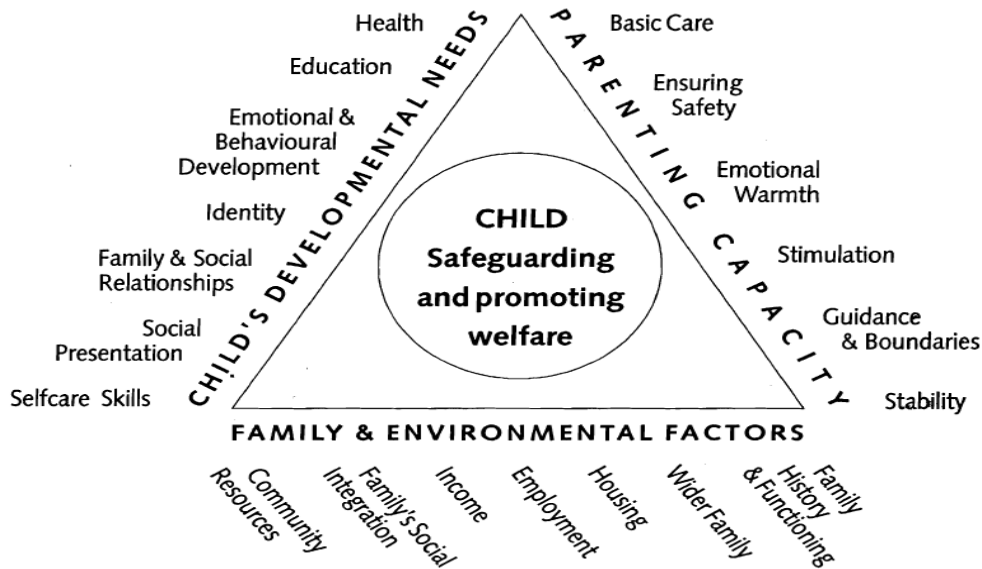 Health
Education
Emotional &
Behavioural
Development
Identity
Family & Social
Relationships
Social
Presentation
Selfcare Skills
CHILD'S DEVELOPMENTAL NEEDS
CHILD
Safeguarding
and promoting
welfare
PARENTING CAPACITY
Basic Care
Ensuring
Safety
Emotional
Warmth
Stimulation
Guidance
& Boundaries
Stability
FAMILY & ENVIRONMENTAL FACTORS
Community
Resources
Family's Social
Integration
Income
Employment
Housing
Wider Family
Family
History
& Functioning